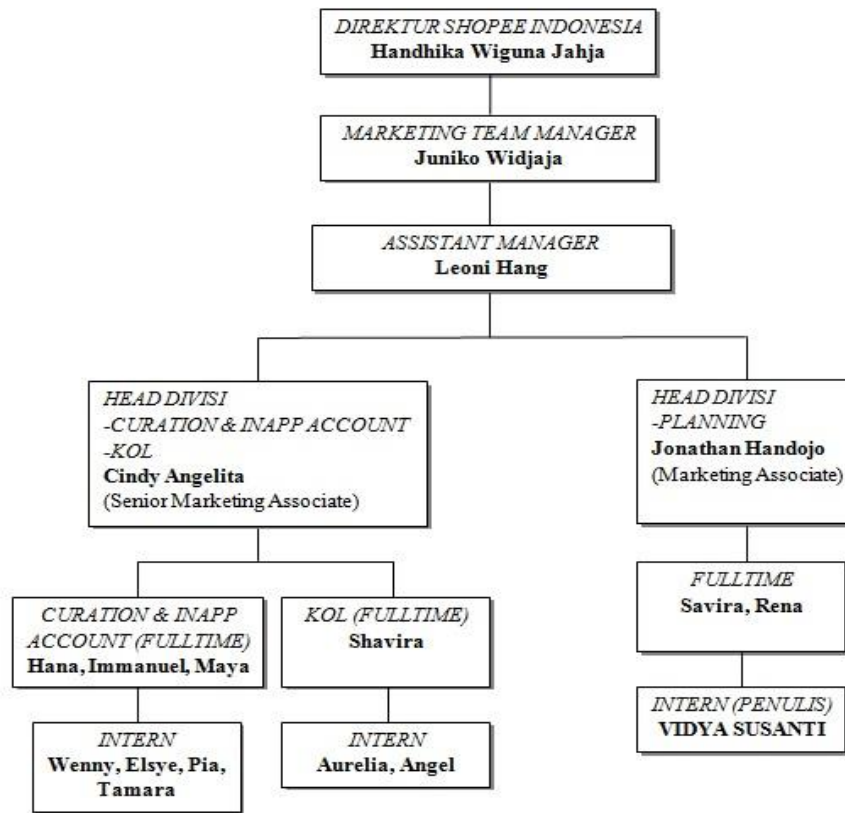 DIREKTUR SHOPEE INDONESIA
Handhika Wiguna Jahja
MARKETING TEAM MANAGER
Juniko Widjaja
ASSISTANT MANAGER
Leoni Hang
HEAD DIVISI
-CURATION & INAPP ACCOUNT
-KOL
Cindy Angelita
(Senior Marketing Associate)
HEAD DIVISI
-PLANNING
Jonathan Handojo
(Marketing Associate)
CURATION & INAPP
ACCOUNT (FULLTIME)
Hana, Immanuel, Maya
KOL (FULLTIME)
Shavira
FULLTIME
Savira, Rena
INTERN
Wenny, Elsye, Pia,
Tamara
INTERN
Aurelia, Angel
INTERN (PENULIS)
VIDYA SUSANTI